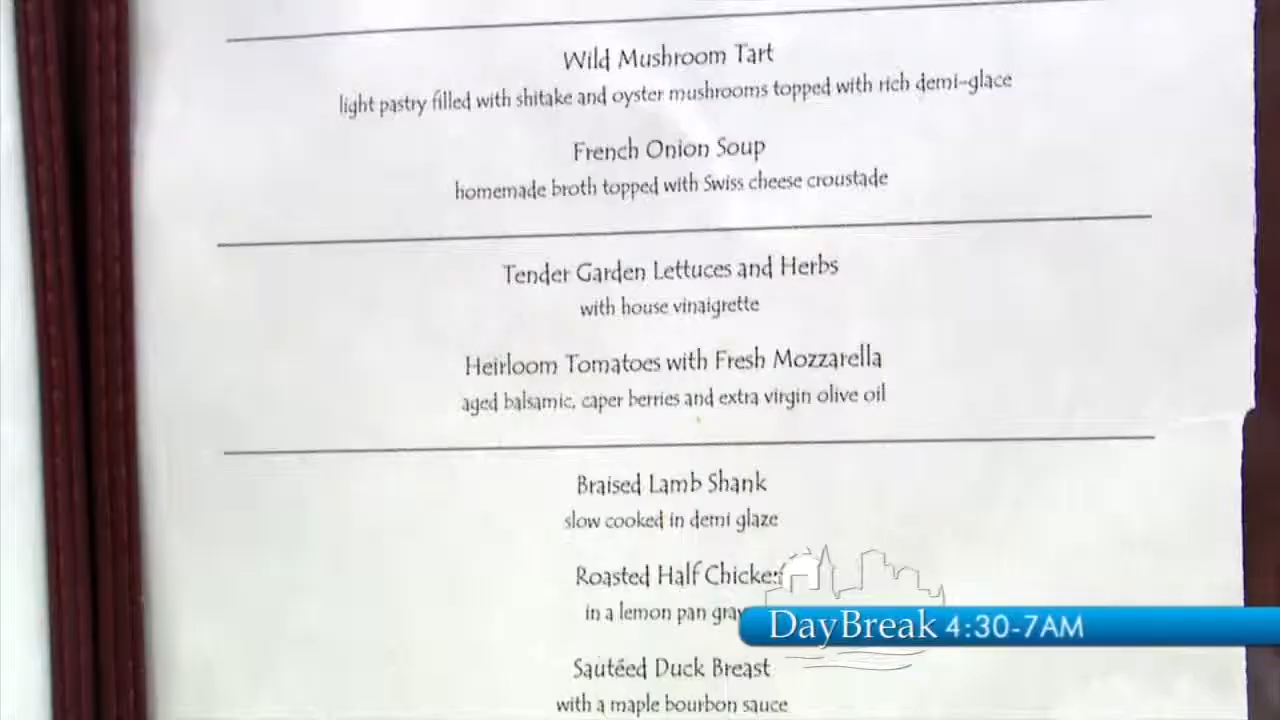 Wild Mushroom Tart
light pastry filled with shitake and oyster mushrooms topped with rich demi-glace
French Onion Soup
homemade broth topped with Swiss cheese croustade
Tender Garden Lettuces and Herbs
with house vinaigrette
Heirloom Tomatoes with Fresh Mozzarella
aged balsamic, caper berries and extra virgin olive oil
Braised Lamb Shank
slow cooked in demi glaze
Roasted Half Chicken
in a lemon pan
DayBreak 4:30-7AM
Sautéed Duck Breast
with a maple bourbon sauce